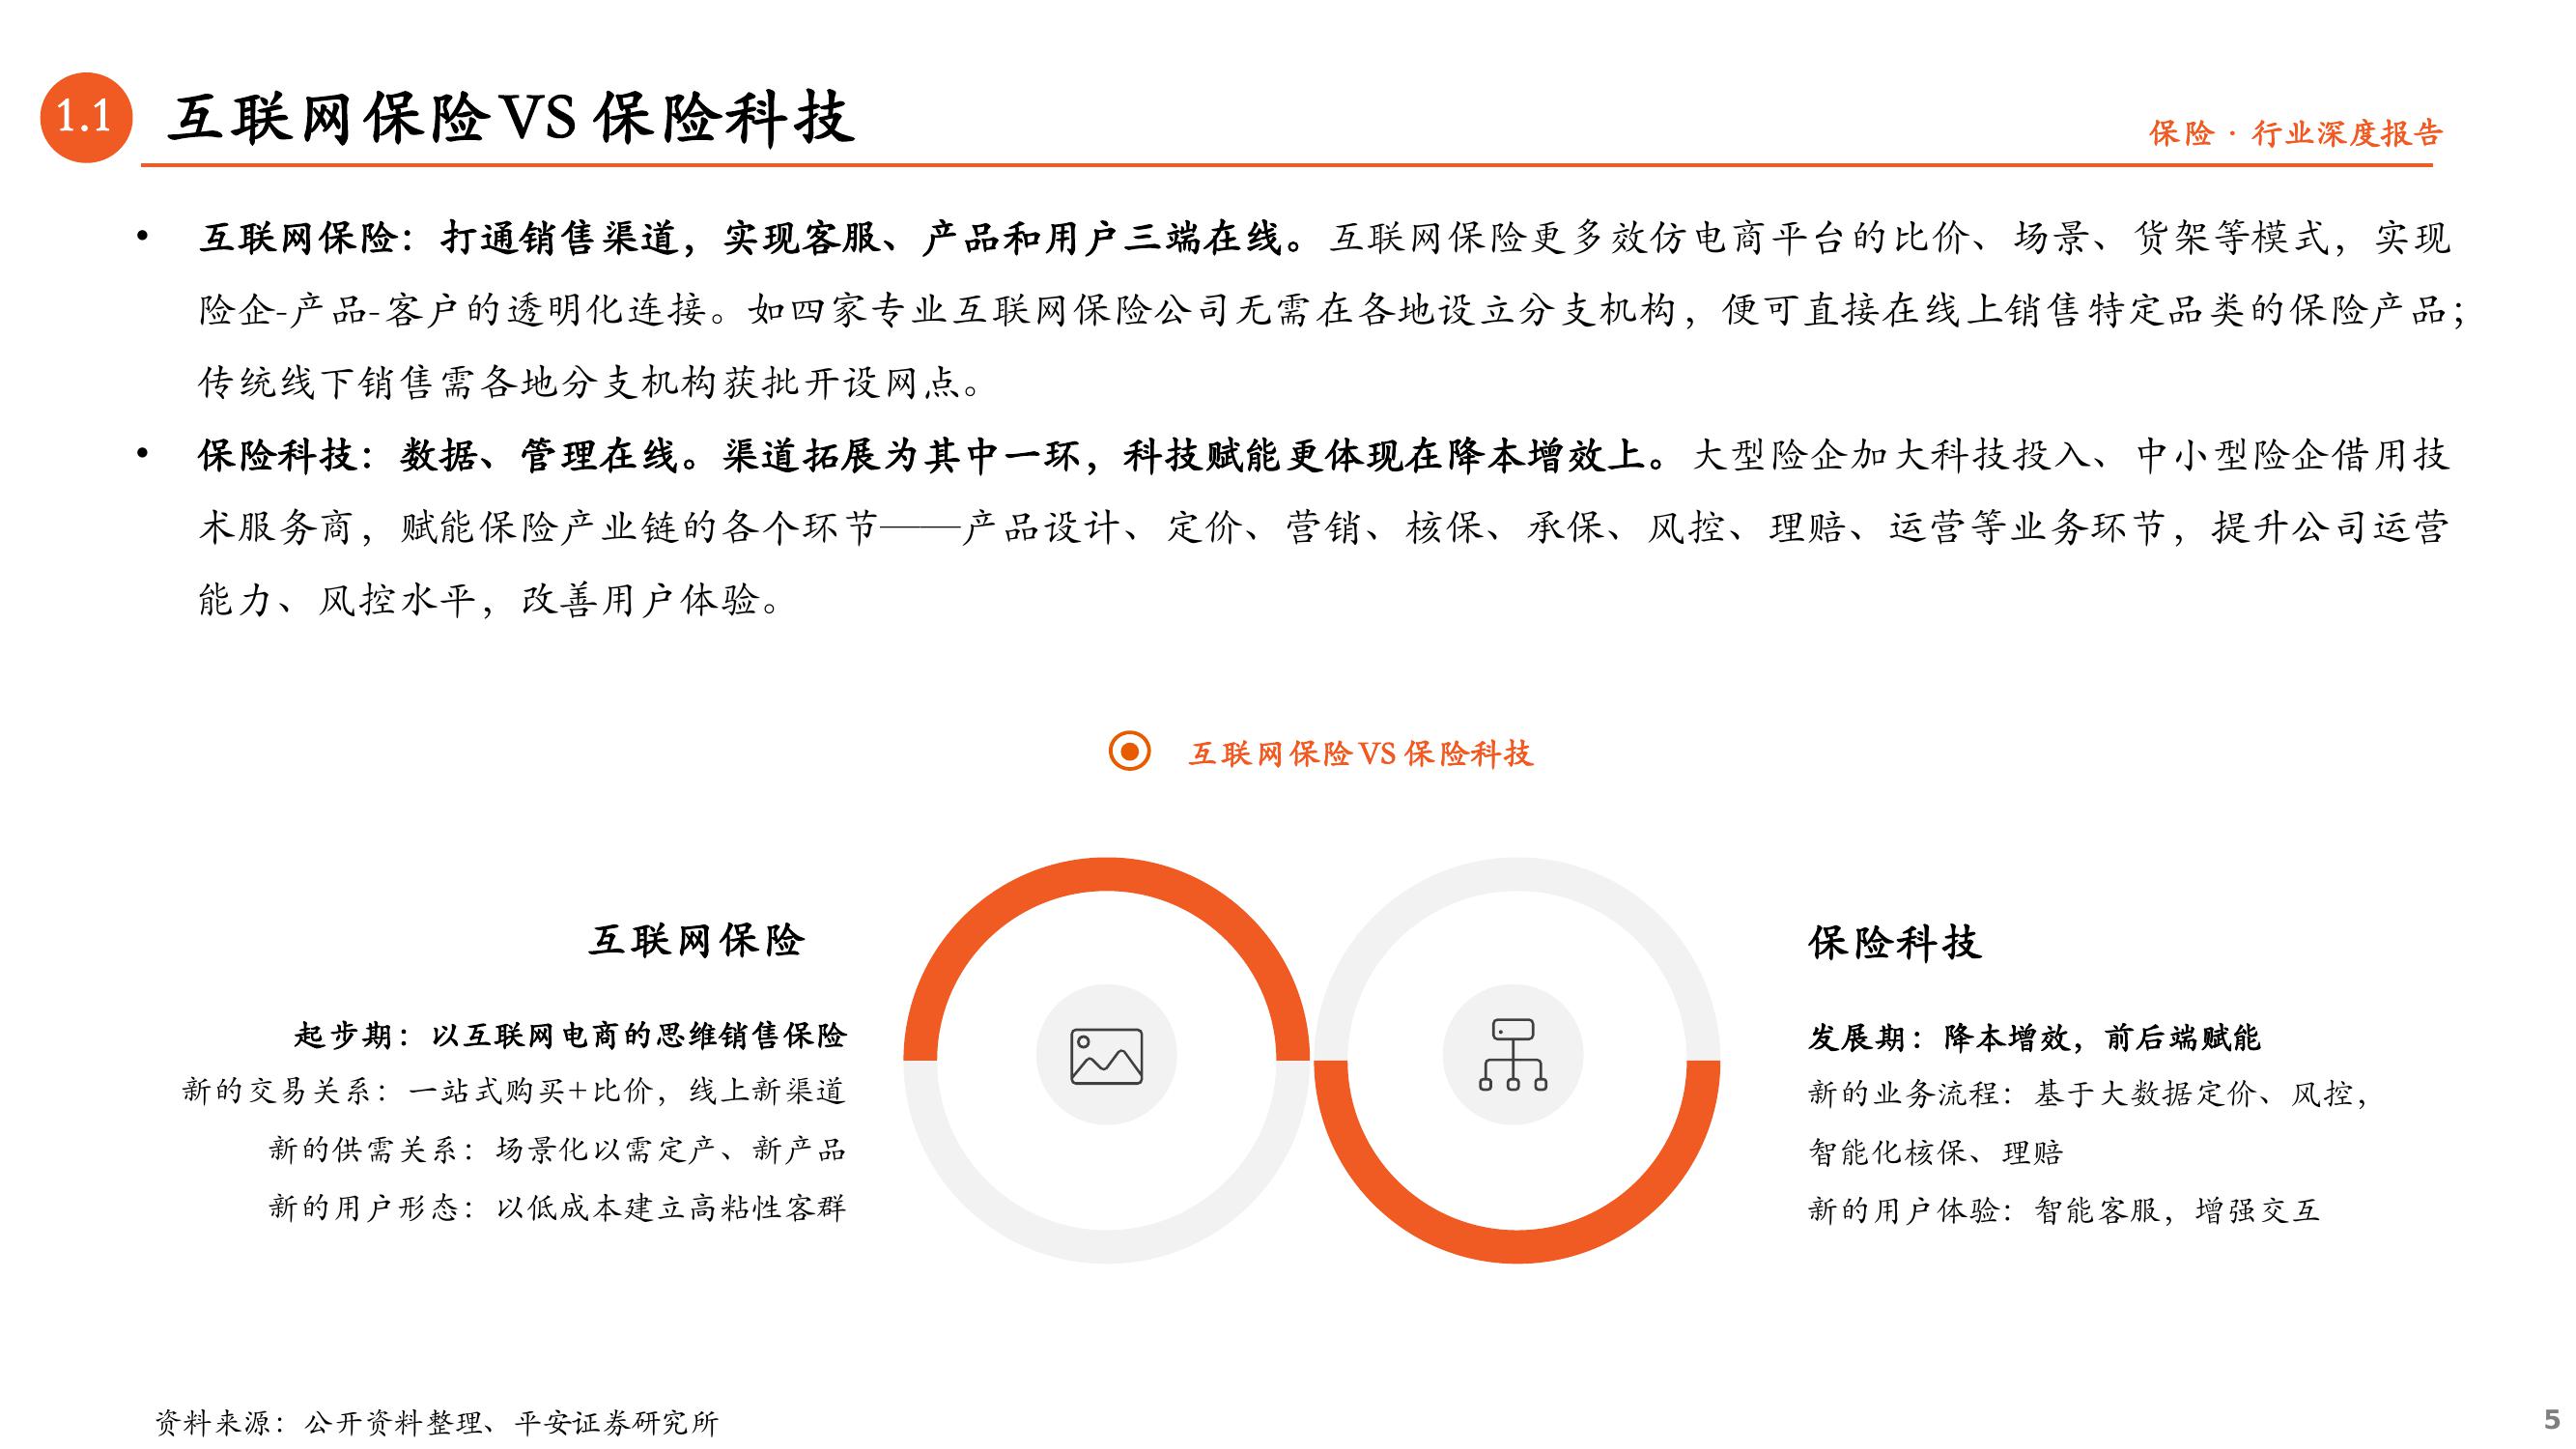 1.1 互联网保险VS保险科技
保险 · 行业深度报告
• 互联网保险：打通销售渠道，实现客服、产品和用户三端在线。互联网保险更多效仿电商平台的比价、场景、货架等模式，实现
险企-产品-客户的透明化连接。如四家专业互联网保险公司无需在各地设立分支机构，便可直接在线上销售特定品类的保险产品；
传统线下销售需各地分支机构获批开设网点。
• 保险科技：数据、管理在线。渠道拓展为其中一环，科技赋能更体现在降本增效上。大型险企加大科技投入、中小型险企借用技
术服务商，赋能保险产业链的各个环节——产品设计、定价、营销、核保、承保、风控、理赔、运营等业务环节，提升公司运营
能力、风控水平，改善用户体验。
互联网保险VS保险科技
互联网保险
起步期：以互联网电商的思维销售保险
新的交易关系：一站式购买+比价，线上新渠道
新的供需关系：场景化以需定产、新产品
新的用户形态：以低成本建立高粘性客群
保险科技
发展期：降本增效，前后端赋能
新的业务流程：基于大数据定价、风控，
智能化核保、理赔
新的用户体验：智能客服，增强交互
资料来源：公开资料整理、平安证券研究所
5